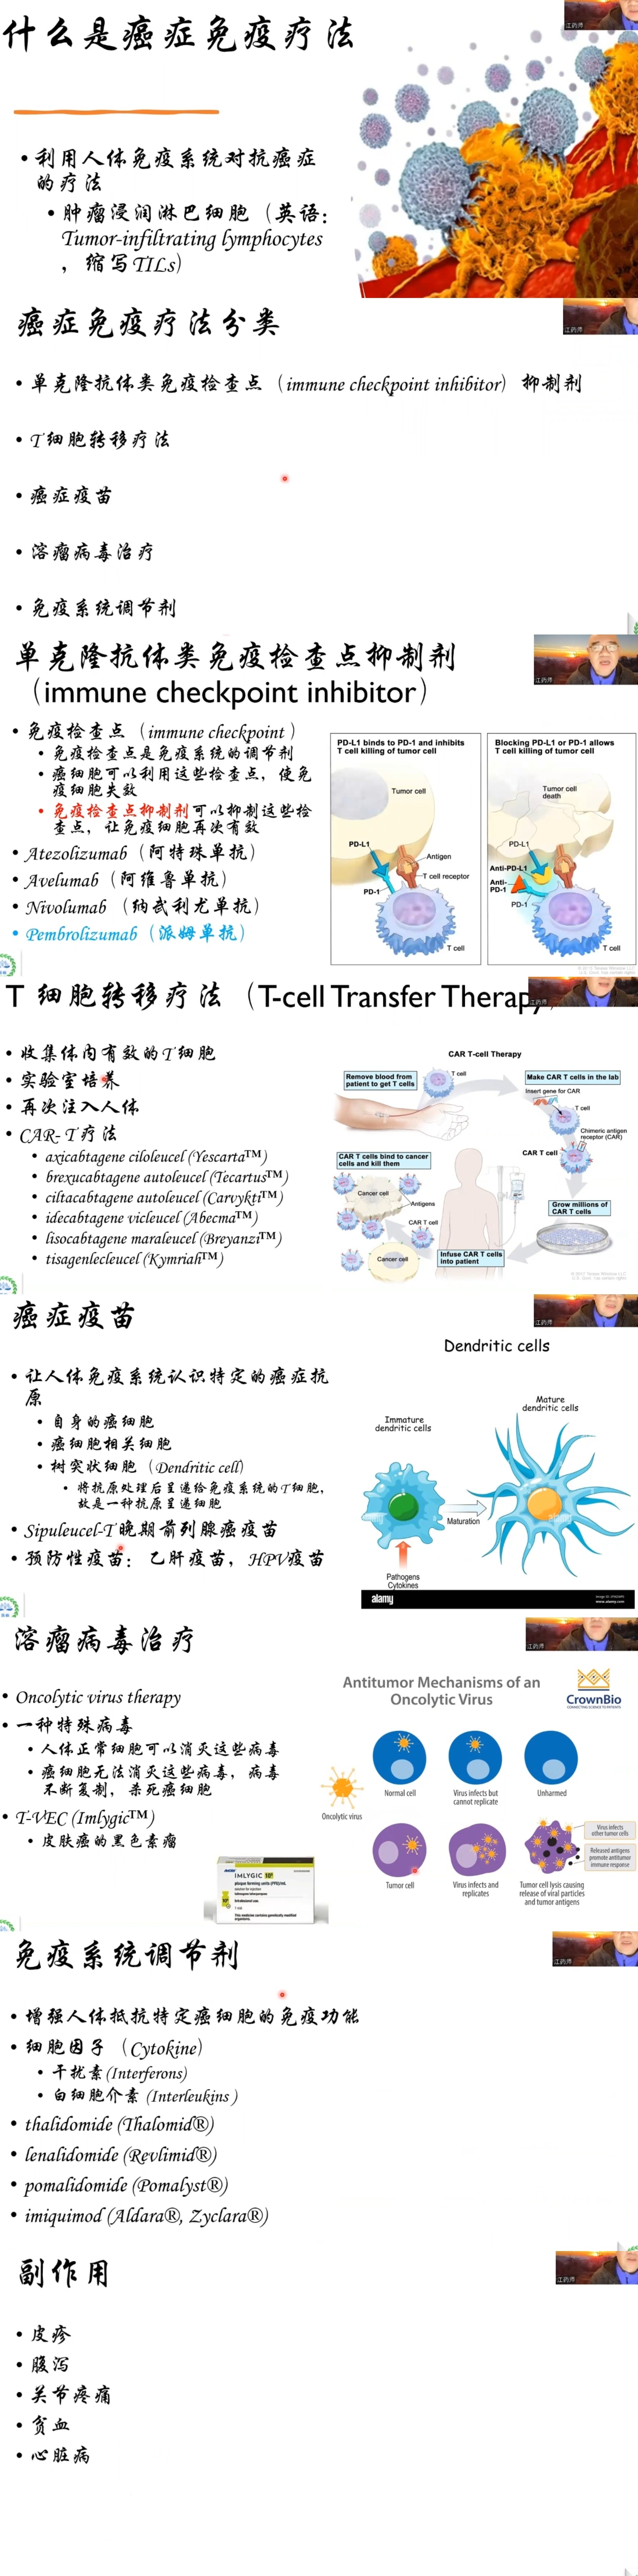 什么是癌症免疫疗法
江药师
• 利用人体免疫系统对抗癌症
的疗法
• 肿瘤浸润淋巴细胞（英语：
Tumor-infiltrating lymphocytes
，缩写TILs）
癌症免疫疗法分类
江药师
• 单克隆抗体类免疫检查点（immune checkpoint inhibitor） 抑制剂
• T细胞转移疗法
• 癌症疫苗
• 溶瘤病毒治疗
• 免疫系统调节剂
单克隆抗体类免疫检查点抑制剂
（immune checkpoint inhibitor）
江药师
• 免疫检查点（immune checkpoint ）
• 免疫检查点是免疫系统的调节剂
• 癌细胞可以利用这些检查点，使免
疫细胞失效
• 免疫检查点抑制剂可以抑制这些检
查点，让免疫细胞再次有效
• Atezolizumab（阿特珠单抗）
• Avelumab（阿维鲁单抗）
• Nivolumab （纳武利尤单抗）
• Pembrolizumab（派姆单抗）
PD-L1 binds to PD-1 and inhibits
T cell killing of tumor cell
Tumor cell
PD-L1
Antigen
T cell receptor
PD-1
T cell
Blocking PD-L1 or PD-1 allows
T cell killing of tumor cell
Tumor cell
death
PD-L1
Antigen
Anti-PD-L1
T cell receptor
Anti-
PD-1
PD-1
T cell
T 细胞转移疗法（T-cell Transfer Therapy
江药师
• 收集体内有效的T细胞
• 实验室培养
• 再次注入人体
• CAR- T疗法
• axicabtagene ciloleucel (Yescarta™)
• brexucabtagene autoleucel (Tecartus™)
• ciltacabtagene autoleucel (Carvykti™)
• idecabtagene vicleucel (Abecma™)
• lisocabtagene maraleucel (Breyanzi™)
• tisagenlecleucel (Kymriah™)
CAR T-cell Therapy
Remove blood from
patient to get T cells
T cell
Make CAR T cells in the lab
Insert gene for CAR
T cell
Chimeric antigen
receptor (CAR)
CAR T cell
CAR T cells bind to cancer
cells and kill them
Cancer cell
Antigens
CAR T cell
Cancer cell
Grow millions of
CAR T cells
Infuse CAR T cells
into patient
癌症疫苗
江药师
• 让人体免疫系统认识特定的癌症抗
原
• 自身的癌细胞
• 癌细胞相关细胞
• 树突状细胞（Dendritic cell）
• 将抗原处理后呈递给免疫系统的T细胞，
故是一种抗原呈递细胞
• Sipuleucel-T晚期前列腺癌疫苗
• 预防性疫苗：乙肝疫苗，HPV疫苗
Dendritic cells
Immature
dendritic cells
Mature
dendritic cells
Maturation
Pathogens
Cytokines
alamy
www.alamy.com
溶瘤病毒治疗
江药师
• Oncolytic virus therapy
• 一种特殊病毒
• 人体正常细胞可以消灭这些病毒
• 癌细胞无法消灭这些病毒，病毒
不断复制，杀死癌细胞
• T-VEC (Imlygic™)
• 皮肤癌的黑色素瘤
IMLYGIC
Antitumor Mechanisms of an
Oncolytic Virus
CrownBio
Oncolytic virus
Normal cell
Virus infects but
cannot replicate
Unharmed
Tumor cell
Virus infects and
replicates
Tumor cell lysis causing
release of viral particles
and tumor antigens
Virus infects
other tumor cells
Released antigens
promote antitumor
immune response
免疫系统调节剂
江药师
• 增强人体抵抗特定癌细胞的免疫功能
• 细胞因子（Cytokine）
• 干扰素 (Interferons)
• 白细胞介素 (Interleukins )
• thalidomide (Thalomid®)
• lenalidomide (Revlimid®)
• pomalidomide (Pomalyst®)
• imiquimod (Aldara®, Zyclara®)
副作用
江药师
• 皮疹
• 腹泻
• 关节疼痛
• 贫血
• 心脏病